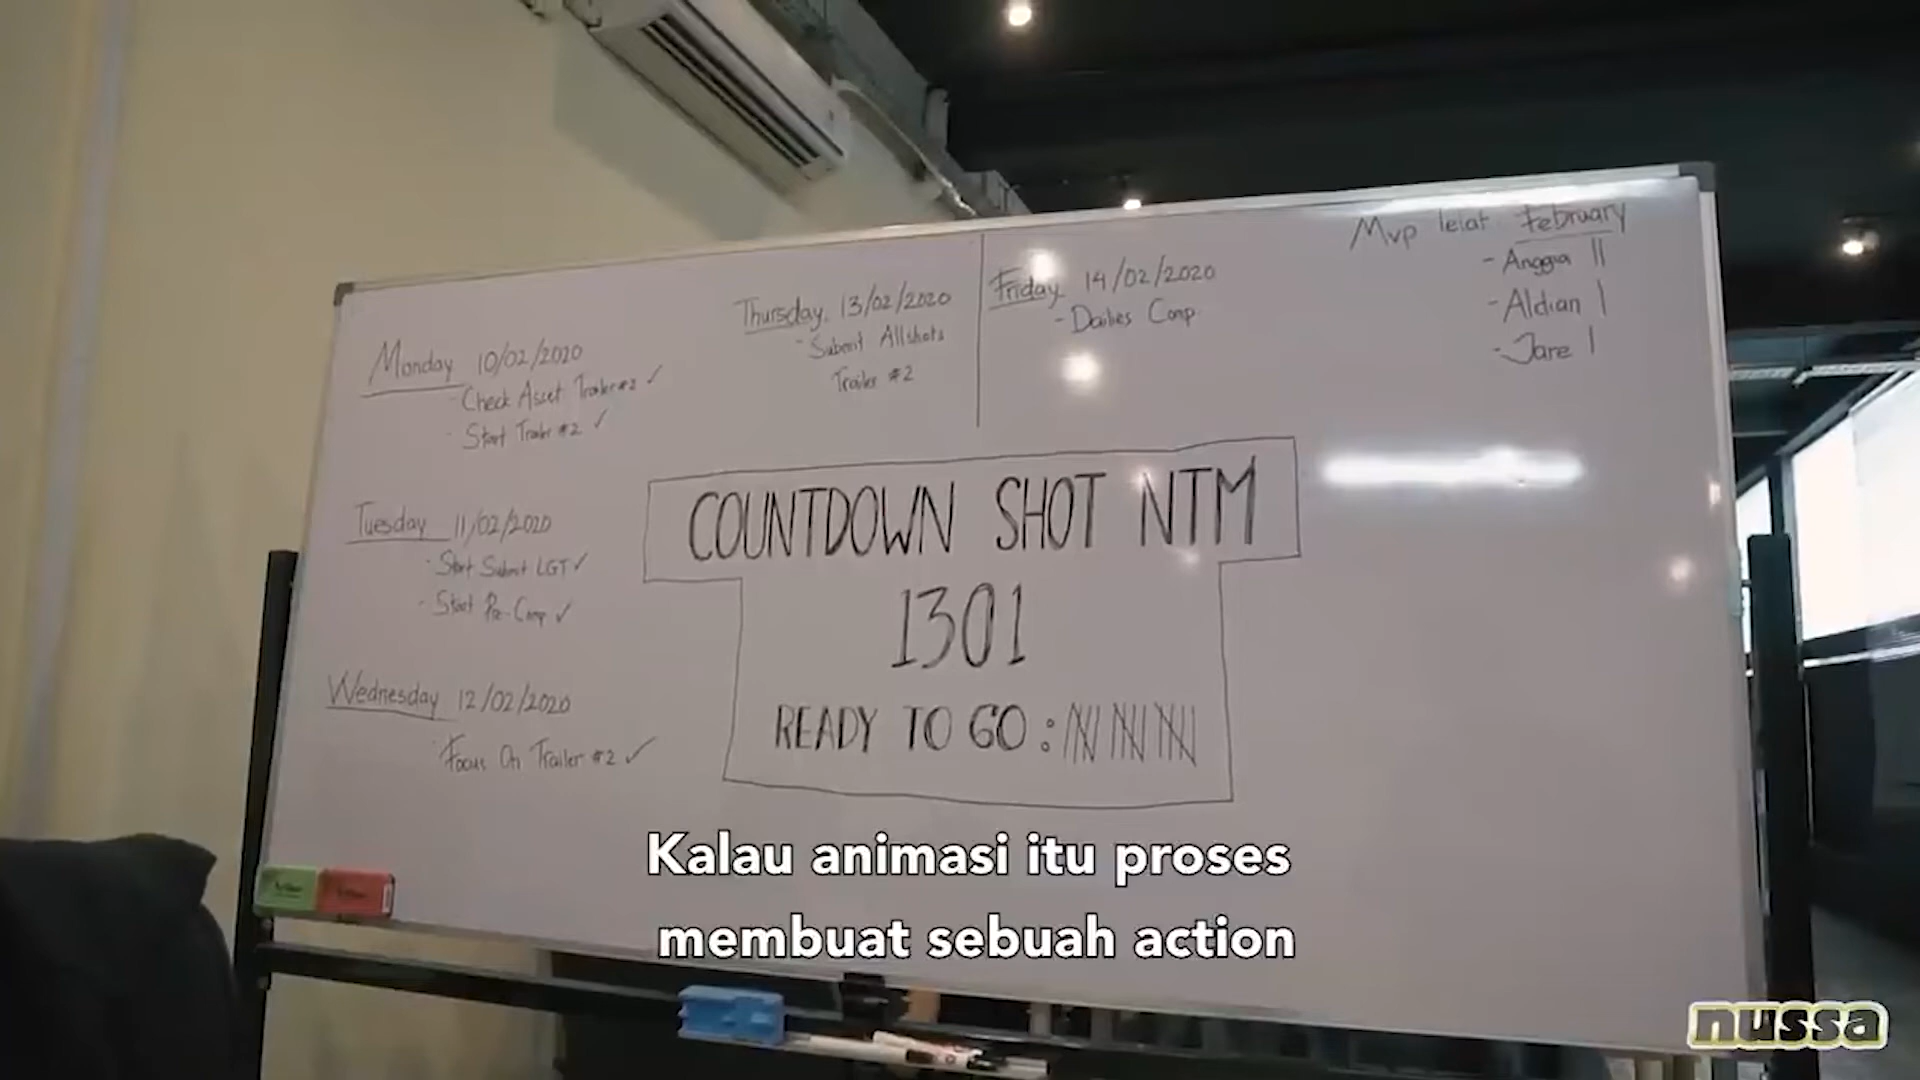 Monday 10/02/2020
- Check Asset Trailer #2 ✓
- Start Trailer #2 ✓
Tuesday 11/02/2020
- Start Submit LGT ✓
- Start Pre-Comp ✓
Wednesday 12/02/2020
- Focus On Trailer #2 ✓
Thursday, 13/02/2020
- Submit Allshots
Trailer #2
Friday 14/02/2020
- Dailies Comp
Mvp telat February
- Anggia ||
- Aldian |
- Jare |
COUNTDOWN SHOT NTM
1301
READY TO GO :
Kalau animasi itu proses
membuat sebuah action
nussa